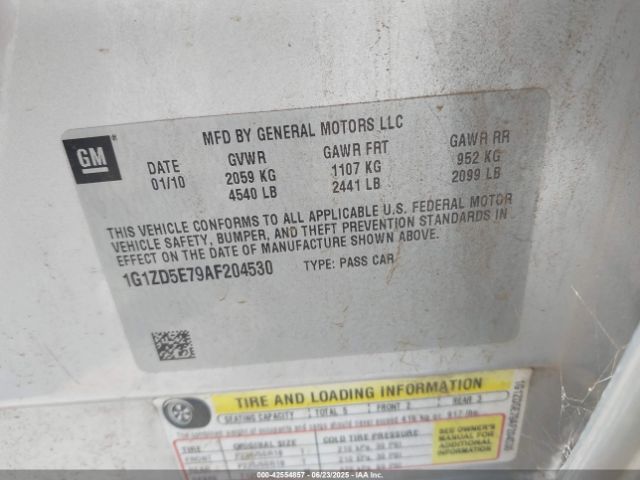 GM
MFD BY GENERAL MOTORS LLC
DATE GVWR GAWR FRT GAWR RR
01/10 2059 KG 1107 KG 952 KG
4540 LB 2441 LB 2099 LB
THIS VEHICLE CONFORMS TO ALL APPLICABLE U.S. FEDERAL MOTOR
VEHICLE SAFETY, BUMPER, AND THEFT PREVENTION STANDARDS IN
EFFECT ON THE DATE OF MANUFACTURE SHOWN ABOVE.
1G1ZD5E79AF204530 TYPE: PASS CAR
TIRE AND LOADING INFORMATION
SEATING CAPACITY TOTAL 5 FRONT 2 REAR 3
TIRE ORIGINAL SIZE COLD TIRE PRESSURE
FRONT
SEE OWNER'S
MANUAL FOR
ADDITIONAL
INFORMATION
#: 000-42554857 06/23/2025 IAAHQ